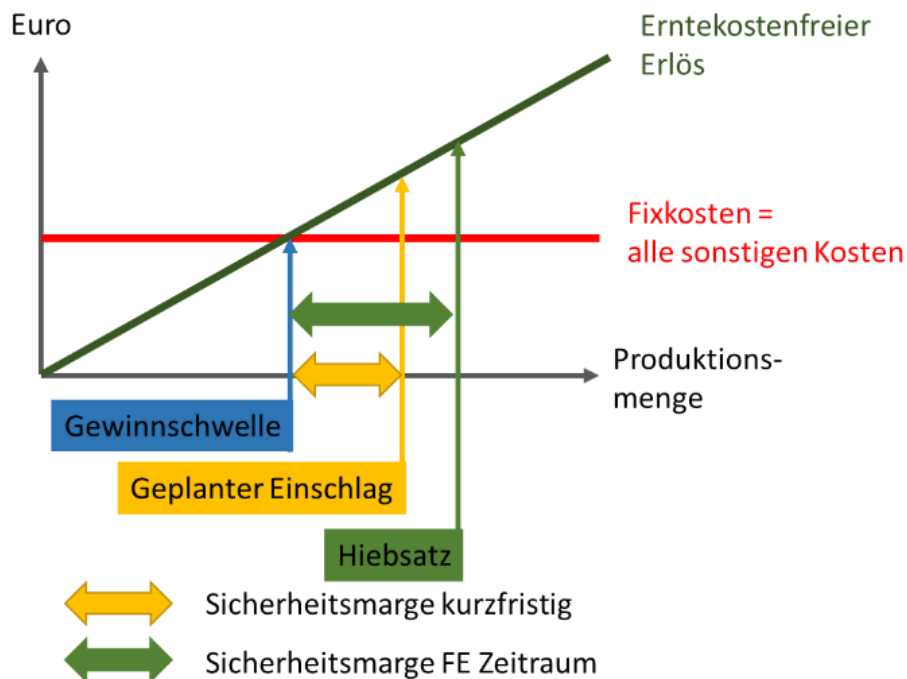 Euro
Erntekostenfreier
Erlös
Fixkosten =
alle sonstigen Kosten
Produktions-
menge
Gewinnschwelle
Geplanter Einschlag
Hiebsatz
Sicherheitsmarge kurzfristig
Sicherheitsmarge FE Zeitraum